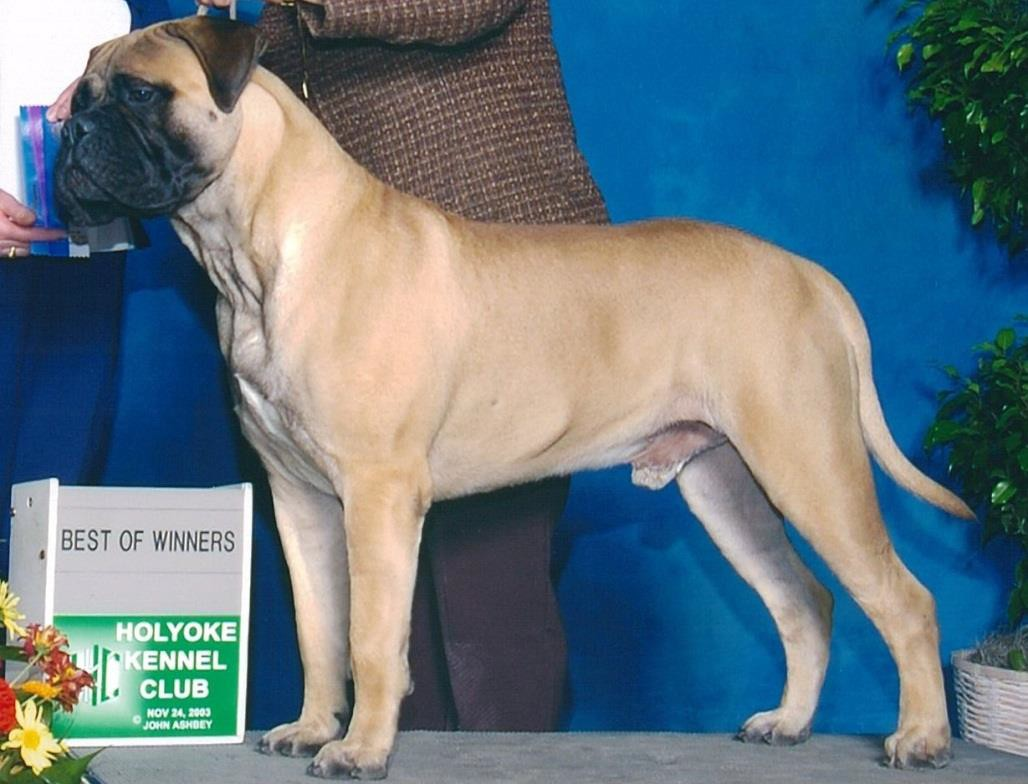 BEST OF WINNERS
HOLYOKE
KENNEL
CLUB
NOV 24, 2003
© JOHN ASHBEY